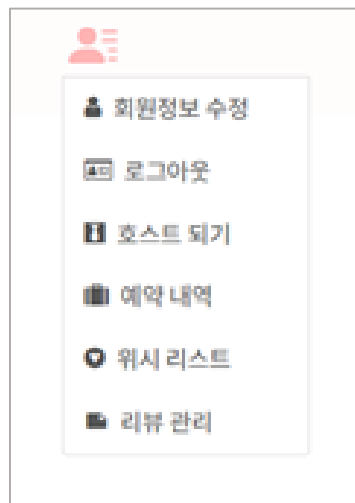 회원정보 수정
로그아웃
호스트 되기
예약 내역
위시 리스트
리뷰 관리